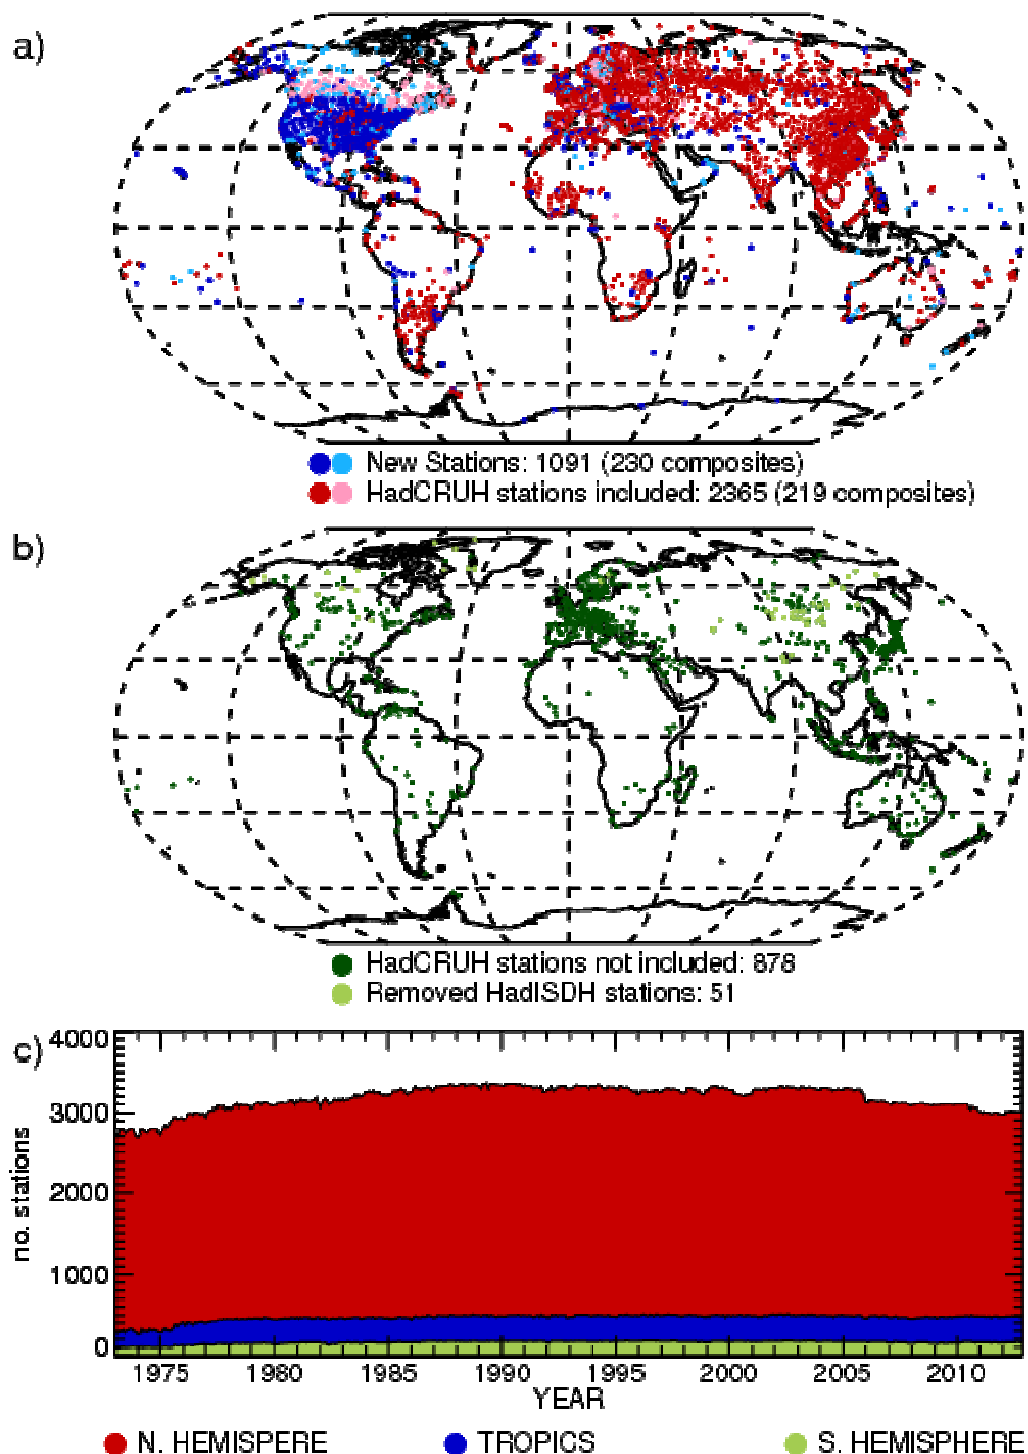 a)
New Stations: 1091 (230 composites)
HadCRUH stations included: 2365 (219 composites)
b)
HadCRUH stations not included: 878
Removed HadISDH stations: 51
c)
4000
3000
2000
1000
0
no. stations
1975 1980 1985 1990 1995 2000 2005 2010
YEAR
N. HEMISPERE TROPICS S. HEMISPHERE